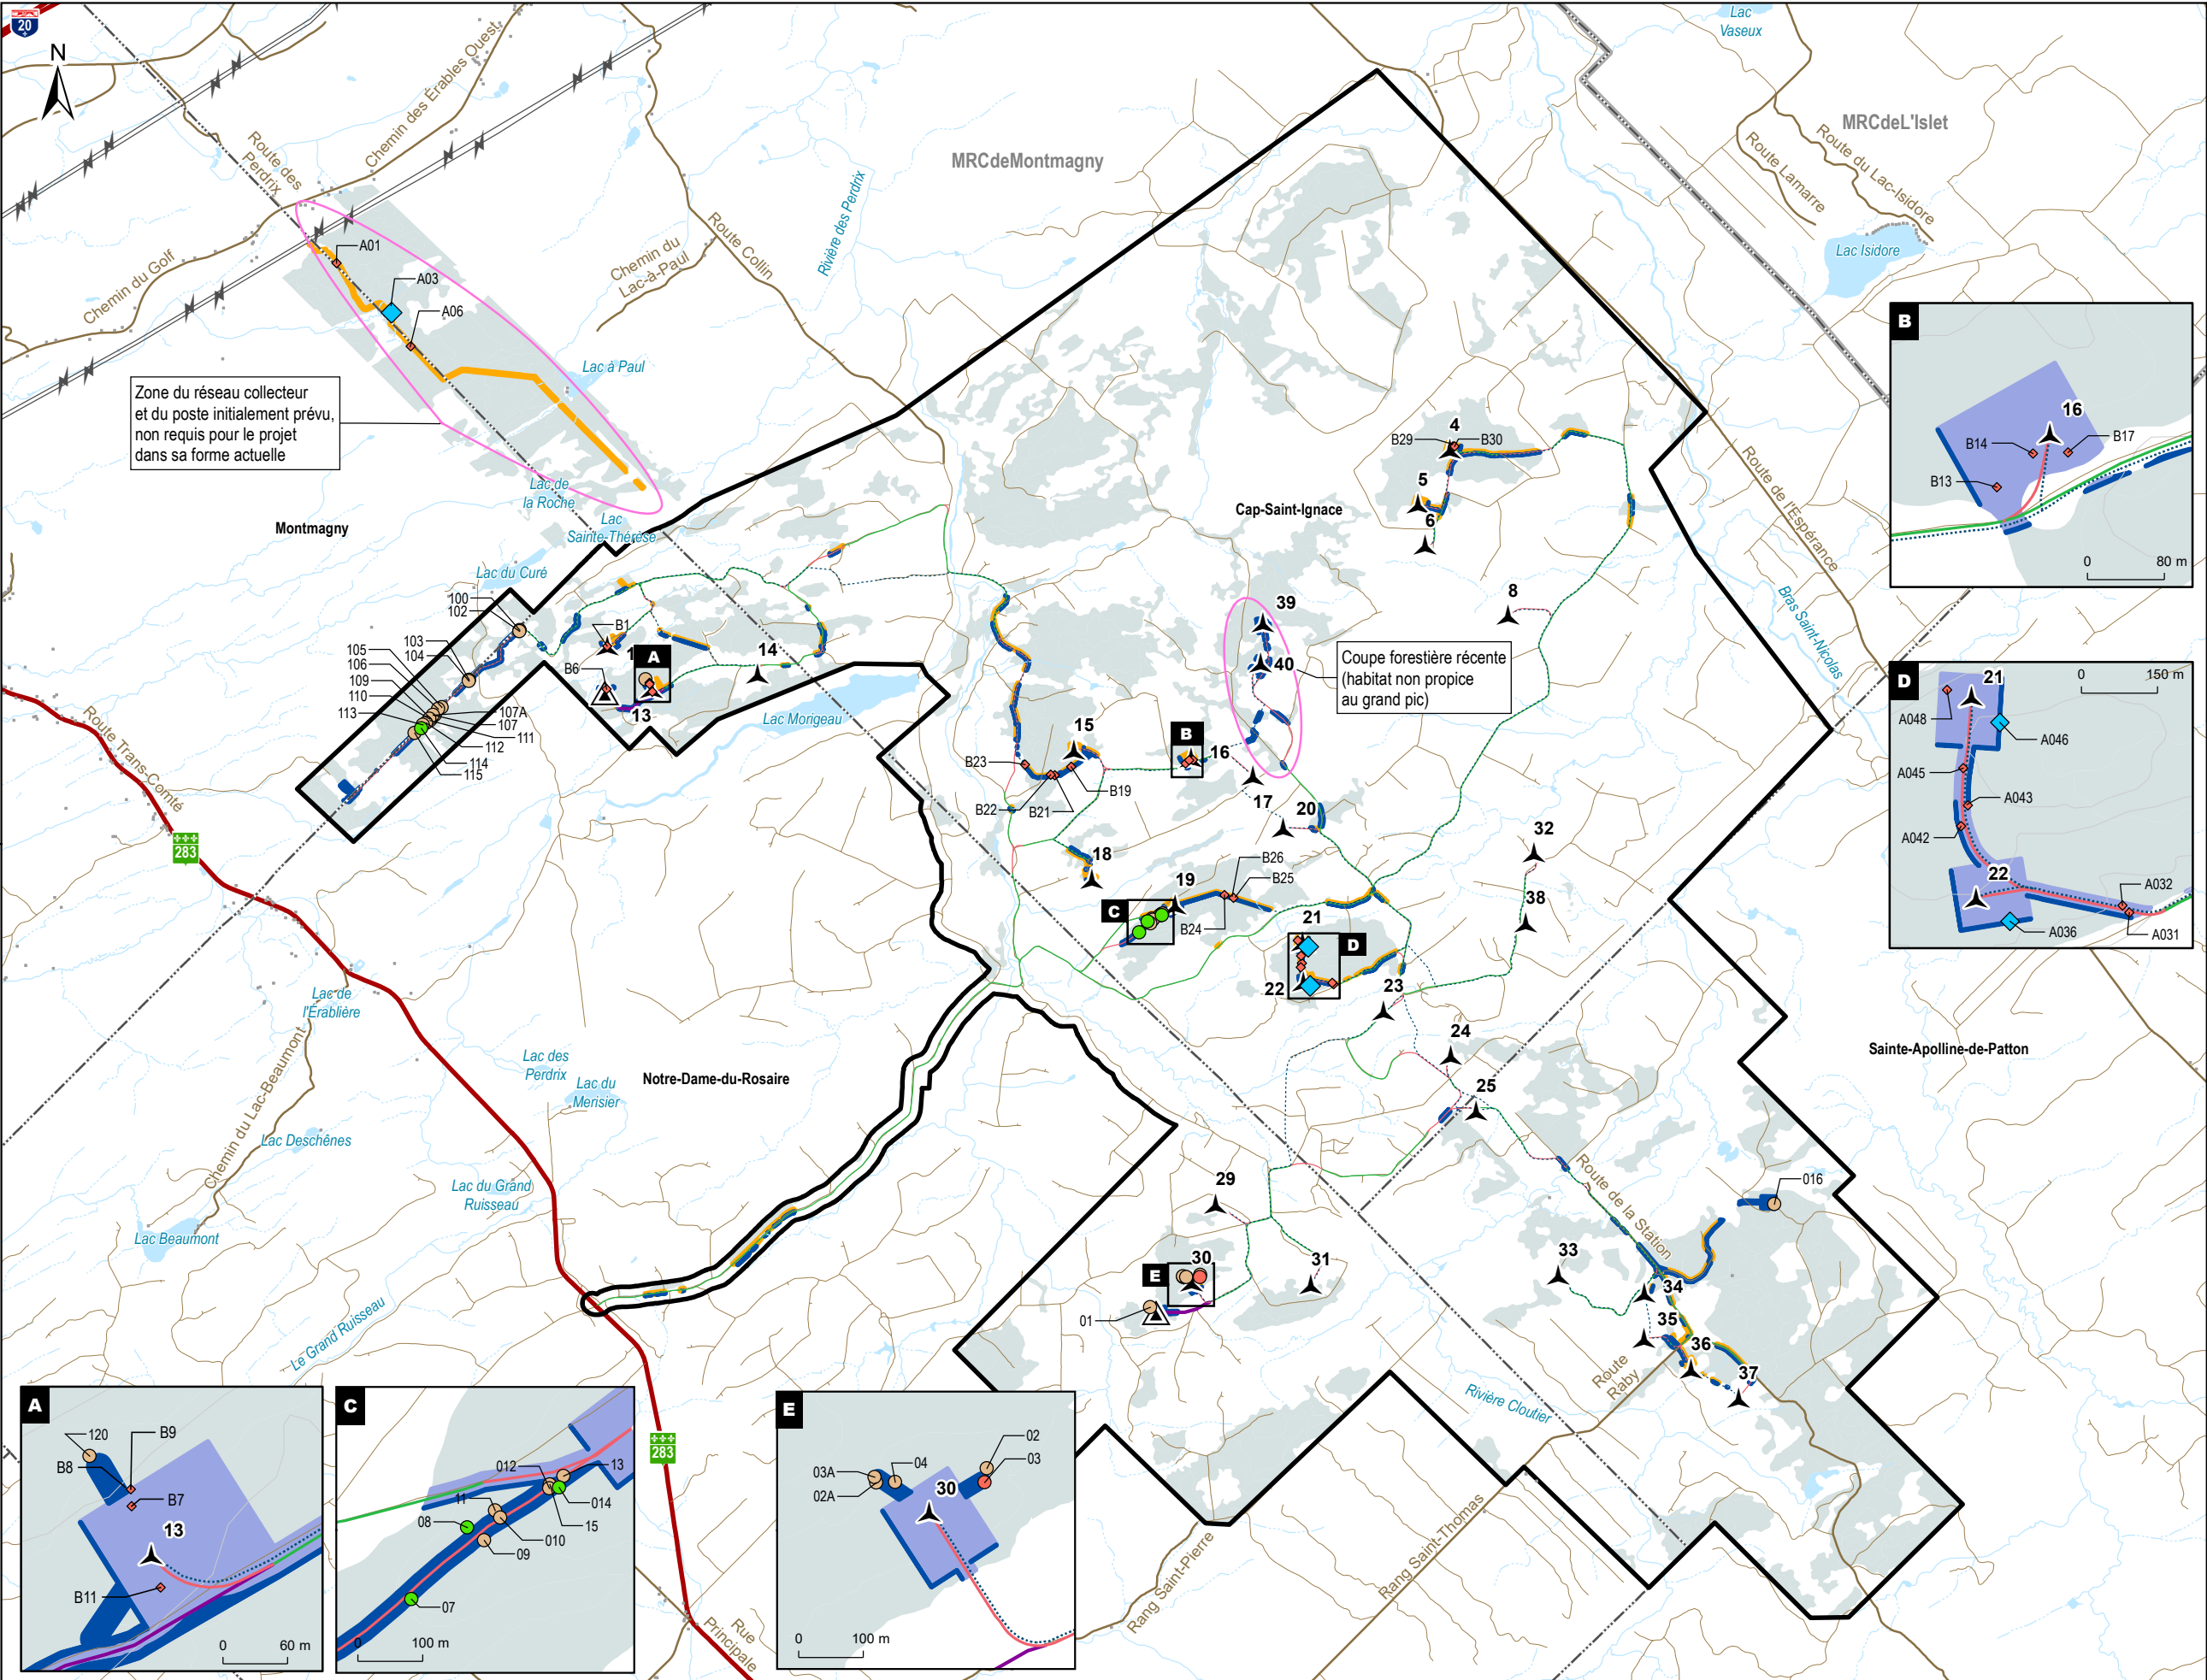 20
N
Chemin des Érables Ouest
Route des
Perdrix
Chemin du Golf
A01
A03
A06
Chemin du
Lac-à-Paul
Route Collin
Rivière des Perdrix
MRCdeMontmagny
Lac
Vaseux
MRCdeL'Islet
Route du Lac-Isidore
Route Lamarre
Lac Isidore
Lac à Paul
Zone du réseau collecteur
et du poste initialement prévu,
non requis pour le projet
dans sa forme actuelle
Lac de
la Roche
Lac
Sainte-Thérèse
Montmagny
Lac du Curé
Cap-Saint-Ignace
4
B29
B30
5
6
8
Route de l'Espérance
Bras Saint-Nicolas
B
16
B14
B17
B13
0 80 m
100
102
103
104
105
106
109
110
113
107A
107
111
112
114
115
B1
1
A
B6
13
14
Lac Morigeau
39
40
Coupe forestière récente
(habitat non propice
au grand pic)
15
B23
B22
B21
B19
B
16
17
20
18
32
38
B26
B25
19
C
B24
21
D
22
23
24
25
D
21
0 150 m
A048
A046
A045
A043
A042
22
A032
A036
A031
Route Trans-Comté
283
Lac de
l'Érablière
Chemin du Lac-Beaumont
Lac des
Perdrix
Lac du
Merisier
Notre-Dame-du-Rosaire
Sainte-Apolline-de-Patton
Lac Deschênes
Lac du Grand
Ruisseau
Lac Beaumont
Le Grand Ruisseau
29
30
E
01
31
Route de la Station
016
33
34
35
36
37
Route
Raby
Rivière Cloutier
Rang Saint-Thomas
Rang Saint-Pierre
283
Rue
Principale
A
120
B9
B8
B7
13
B11
0 60 m
C
012
13
11
014
08
15
010
09
07
0 100 m
E
02
03A
04
03
02A
30
0 100 m